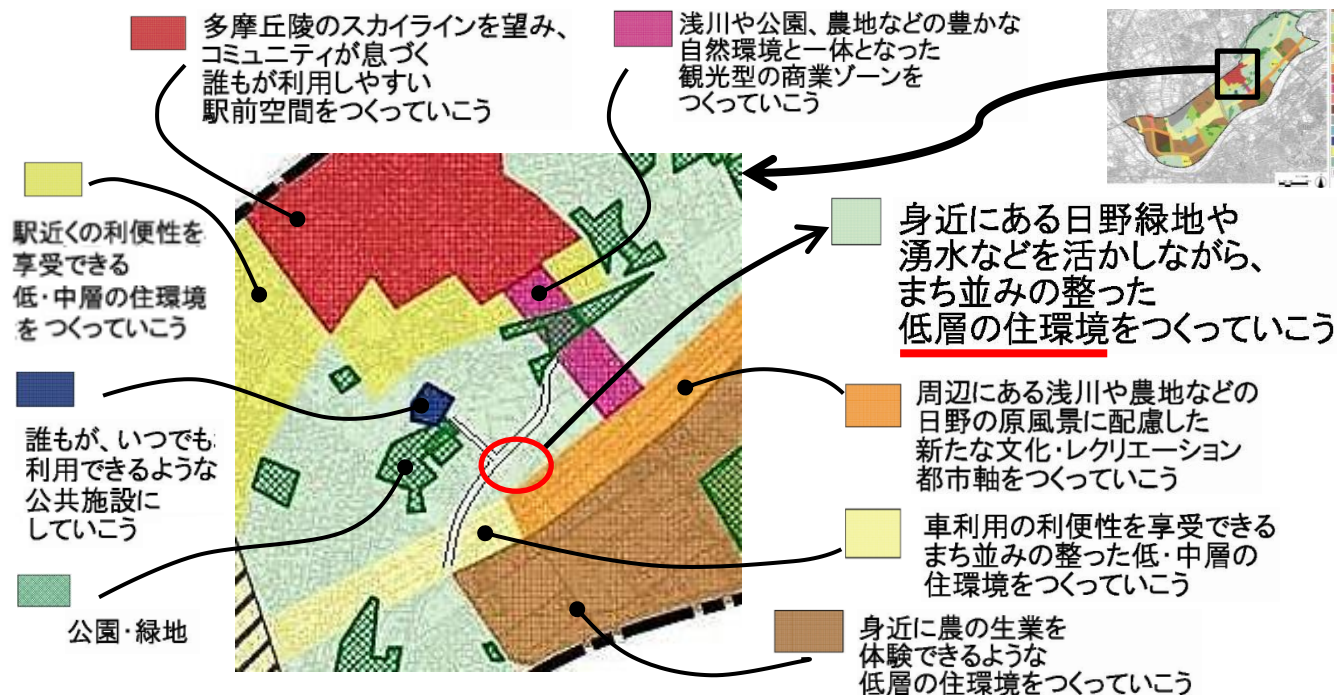 多摩丘陵のスカイラインを望み、
コミュニティが息づく
誰もが利用しやすい
駅前空間をつくっていこう
浅川や公園、農地などの豊かな
自然環境と一体となった
観光型の商業ゾーンを
つくっていこう
駅近くの利便性を
享受できる
低・中層の住環境
をつくっていこう
身近にある日野緑地や
湧水などを活かしながら、
まち並みの整った
低層の住環境をつくっていこう
誰もが、いつでも
利用できるような
公共施設に
していこう
周辺にある浅川や農地などの
日野の原風景に配慮した
新たな文化・レクリエーション
都市軸をつくっていこう
車利用の利便性を享受できる
まち並みの整った低・中層の
住環境をつくっていこう
公園・緑地
身近に農の生業を
体験できるような
低層の住環境をつくっていこう